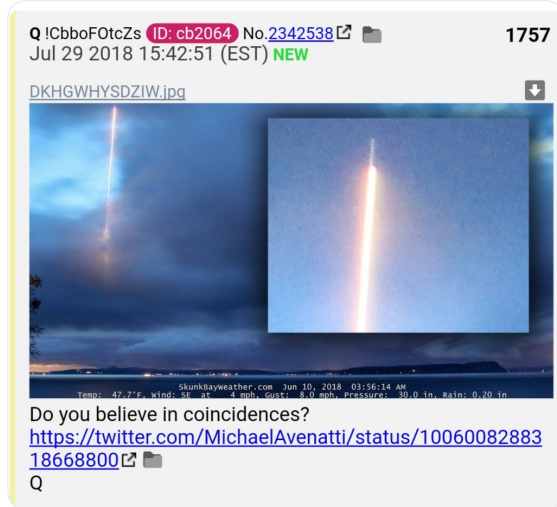 Q !CbboFOtcZs ID: cb2064 No.2342538 1757
Jul 29 2018 15:42:51 (EST) NEW
DKHGWHYSDZIW.jpg
SkunkBayWeather.com Jun 10, 2018 03:56:14 AM
Temp: 47.7°F, Wind: SE at 4 mph, Gust: 8.0 mph, Pressure: 30.0 in, Rain: 0.20 in
Do you believe in coincidences?
https://twitter.com/MichaelAvenatti/status/10060082883
18668800
Q